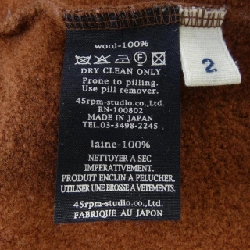 wool-100%
DRY CLEAN ONLY
Prone to pilling.
Use pill remover.
45rpm-studio.co.,Ltd.
RN-100802
MADE IN JAPAN
TEL.03-3498-2245
laine-100%
NETTOYER A SEC
IMPÉRATIVEMENT.
PRODUIT ENCLIN A PELUCHER.
UTILISER UNE BROSSE A VETEMENTS.
45rpm-studio.co.,Ltd.
FABRIQUE AU JAPON
2